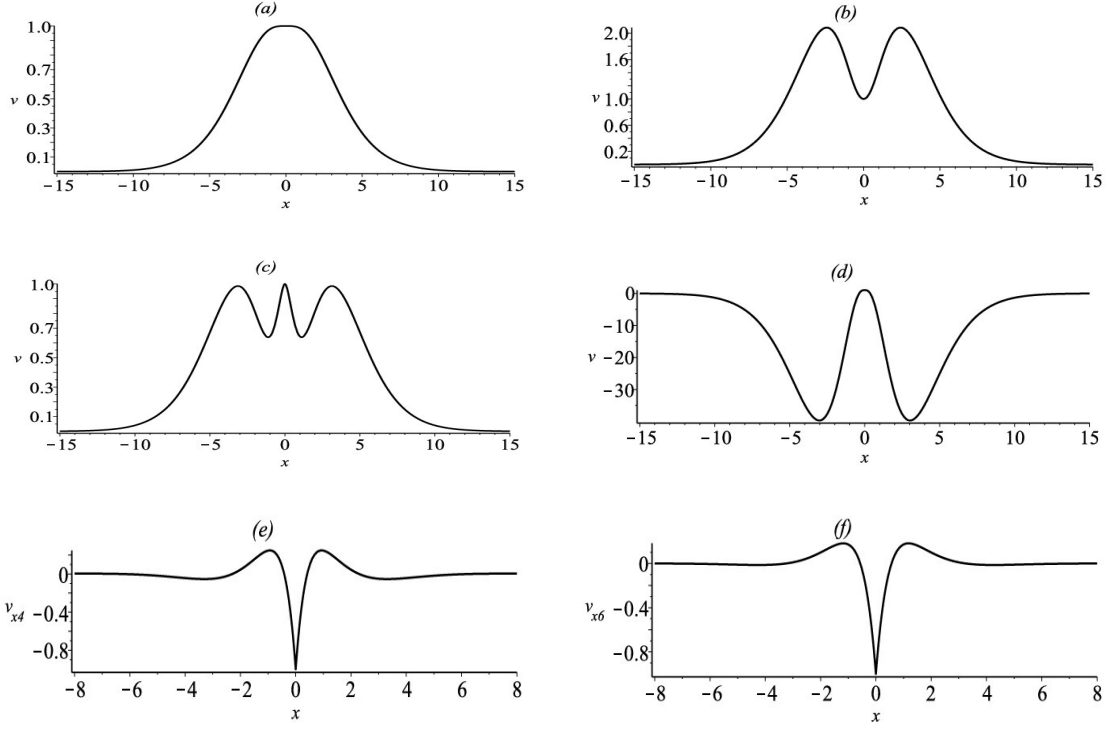 (a)
1.0
0.7
v 0.5
0.3
0.1
−15 −10 −5 0 5 10 15
x
(b)
2.0
1.6
v 1.0
0.6
0.2
−15 −10 −5 0 5 10 15
x
(c)
1.0
0.7
v 0.5
0.3
0.1
−15 −10 −5 0 5 10 15
x
(d)
0
−10
v −20
−30
−15 −10 −5 0 5 10 15
x
(e)
0
v_{x4} −0.4
−0.8
−8 −6 −4 −2 0 2 4 6 8
x
(f)
0
v_{x6} −0.4
−0.8
−8 −6 −4 −2 0 2 4 6 8
x